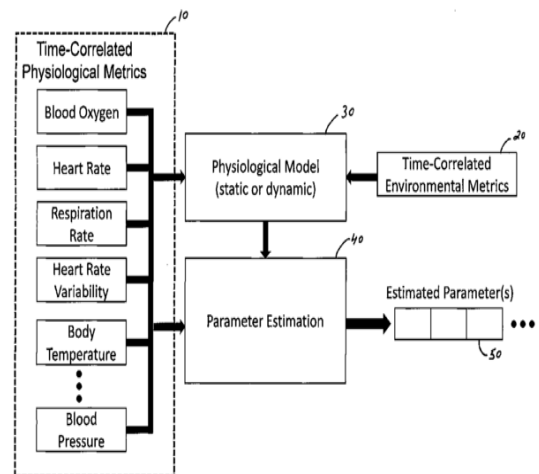 10
Time-Correlated
Physiological Metrics
Blood Oxygen
Heart Rate
Respiration
Rate
Heart Rate
Variability
Body
Temperature
Blood
Pressure
30
Physiological Model
(static or dynamic)
20
Time-Correlated
Environmental Metrics
40
Parameter Estimation
Estimated Parameter(s)
50